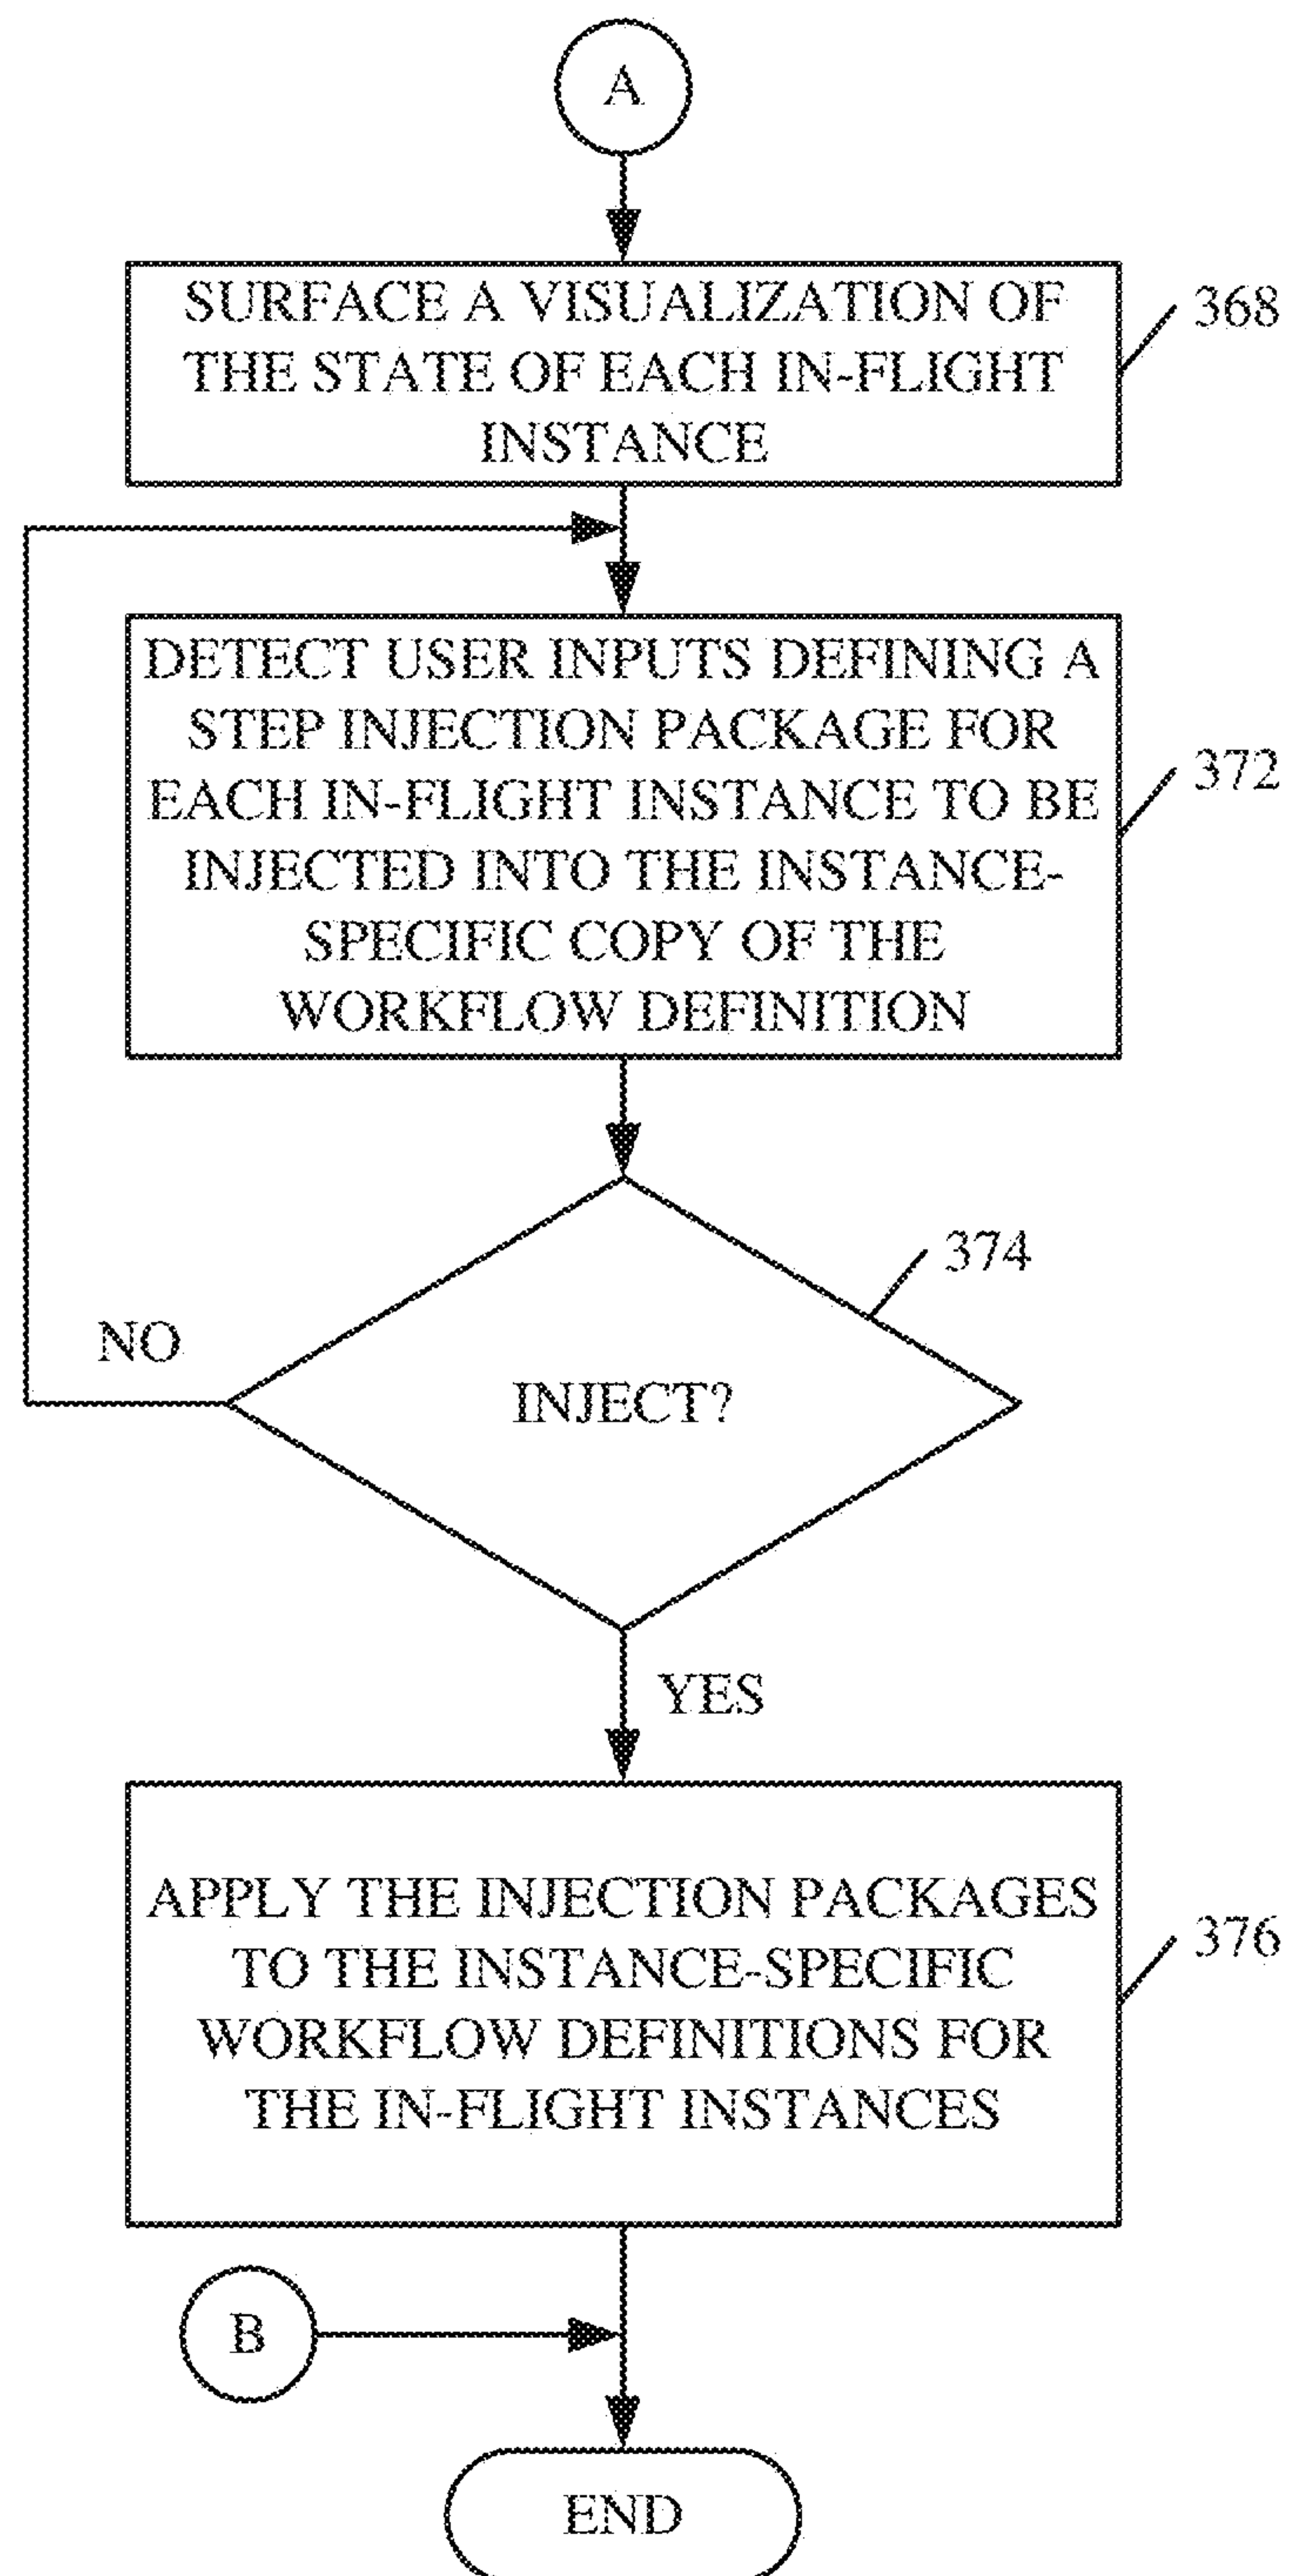 A
SURFACE A VISUALIZATION OF
THE STATE OF EACH IN-FLIGHT
INSTANCE
368
DETECT USER INPUTS DEFINING A
STEP INJECTION PACKAGE FOR
EACH IN-FLIGHT INSTANCE TO BE
INJECTED INTO THE INSTANCE-
SPECIFIC COPY OF THE
WORKFLOW DEFINITION
372
374
NO
INJECT?
YES
APPLY THE INJECTION PACKAGES
TO THE INSTANCE-SPECIFIC
WORKFLOW DEFINITIONS FOR
THE IN-FLIGHT INSTANCES
376
B
END